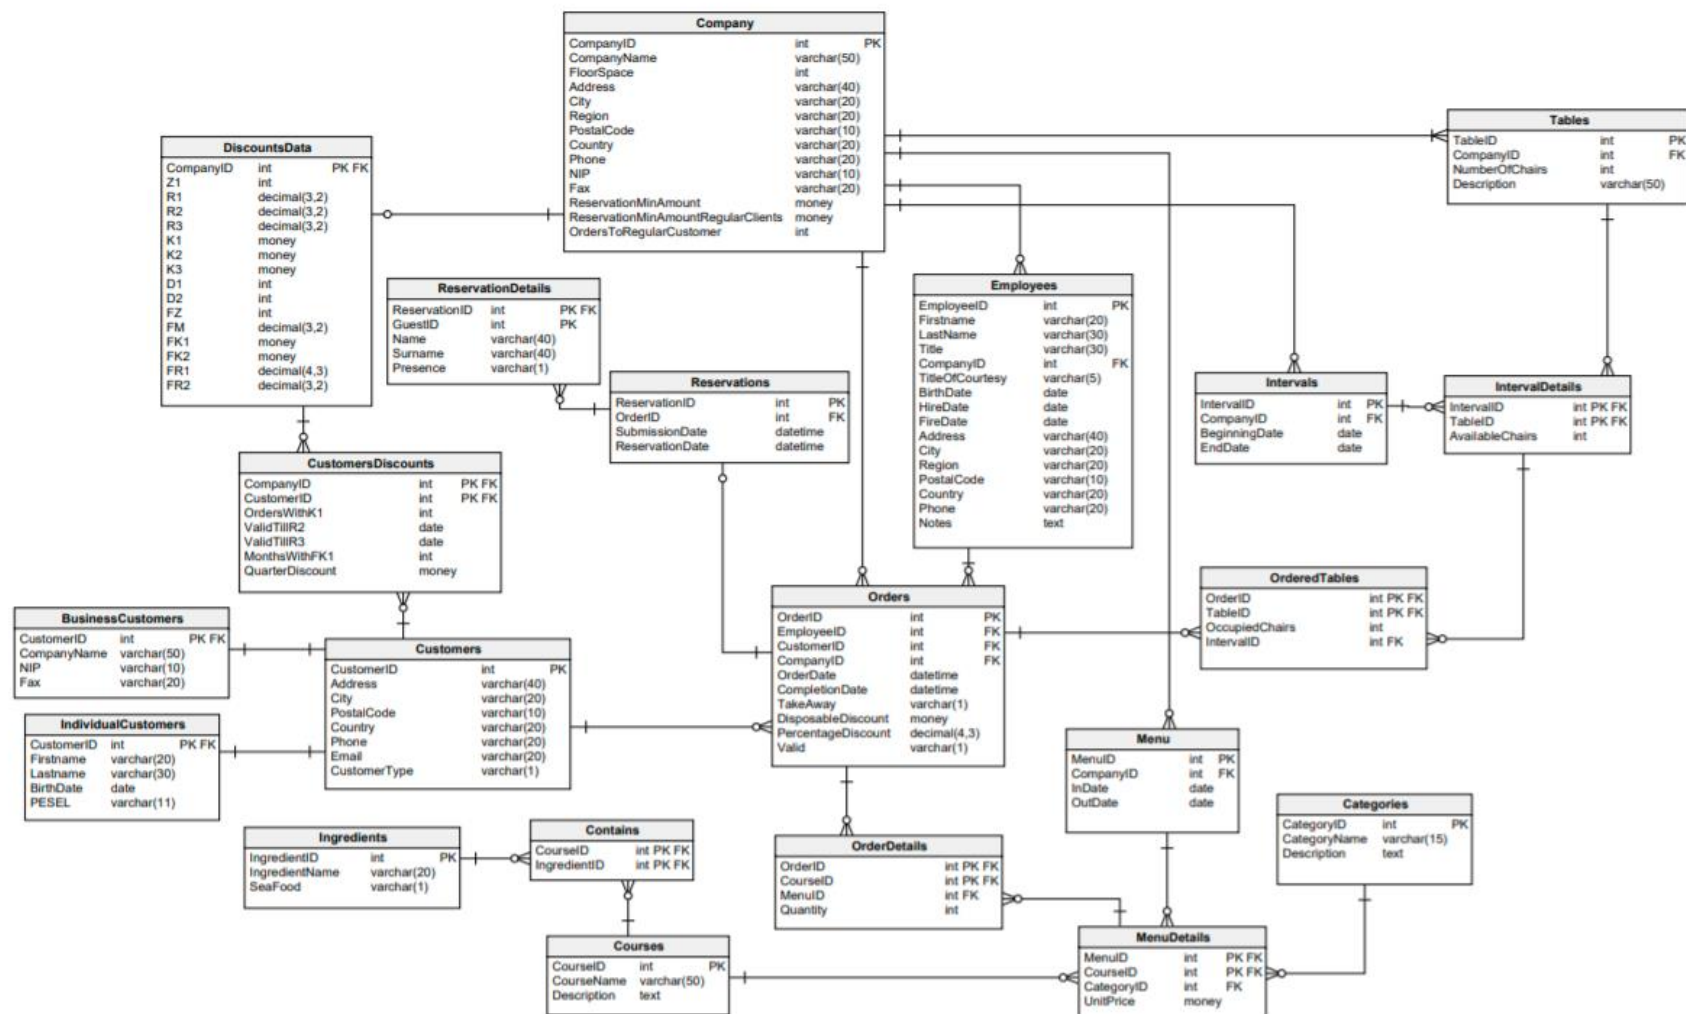 Company
CompanyID int PK
CompanyName varchar(50)
FloorSpace int
Address varchar(40)
City varchar(20)
Region varchar(20)
PostalCode varchar(10)
Country varchar(20)
Phone varchar(20)
NIP varchar(10)
Fax varchar(20)
ReservationMinAmount money
ReservationMinAmountRegularClients money
OrdersToRegularCustomer int
Tables
TableID int PK
CompanyID int FK
NumberOfChairs int
Description varchar(50)
DiscountsData
CompanyID int PK FK
Z1 int
R1 decimal(3,2)
R2 decimal(3,2)
R3 decimal(3,2)
K1 money
K2 money
K3 money
D1 int
D2 int
FZ int
FM decimal(3,2)
FK1 money
FK2 money
FR1 decimal(4,3)
FR2 decimal(3,2)
ReservationDetails
ReservationID int PK FK
GuestID int PK
Name varchar(40)
Surname varchar(40)
Presence varchar(1)
Employees
EmployeeID int PK
Firstname varchar(20)
LastName varchar(30)
Title varchar(30)
CompanyID int FK
TitleOfCourtesy varchar(5)
BirthDate date
HireDate date
FireDate date
Address varchar(40)
City varchar(20)
Region varchar(20)
PostalCode varchar(10)
Country varchar(20)
Phone varchar(20)
Notes text
Reservations
ReservationID int PK
OrderID int FK
SubmissionDate datetime
ReservationDate datetime
Intervals
IntervalID int PK
CompanyID int FK
BeginningDate date
EndDate date
IntervalDetails
IntervalID int PK FK
TableID int PK FK
AvailableChairs int
CustomersDiscounts
CompanyID int PK FK
CustomerID int PK FK
OrdersWithK1 int
ValidTillR2 date
ValidTillR3 date
MonthsWithFK1 int
QuarterDiscount money
OrderedTables
OrderID int PK FK
TableID int PK FK
OccupiedChairs int
IntervalID int FK
Orders
OrderID int PK
EmployeeID int FK
CustomerID int FK
CompanyID int FK
OrderDate datetime
CompletionDate datetime
TakeAway varchar(1)
DisposableDiscount money
PercentageDiscount decimal(4,3)
Valid varchar(1)
BusinessCustomers
CustomerID int PK FK
CompanyName varchar(50)
NIP varchar(10)
Fax varchar(20)
Customers
CustomerID int PK
Address varchar(40)
City varchar(20)
PostalCode varchar(10)
Country varchar(20)
Phone varchar(20)
Email varchar(20)
CustomerType varchar(1)
IndividualCustomers
CustomerID int PK FK
Firstname varchar(20)
Lastname varchar(30)
BirthDate date
PESEL varchar(11)
Menu
MenuID int PK
CompanyID int FK
InDate date
OutDate date
Categories
CategoryID int PK
CategoryName varchar(15)
Description text
Ingredients
IngredientID int PK
IngredientName varchar(20)
SeaFood varchar(1)
Contains
CourseID int PK FK
IngredientID int PK FK
OrderDetails
OrderID int PK FK
CourseID int PK FK
MenuID int FK
Quantity int
Courses
CourseID int PK
CourseName varchar(50)
Description text
MenuDetails
MenuID int PK FK
CourseID int PK FK
CategoryID int FK
UnitPrice money